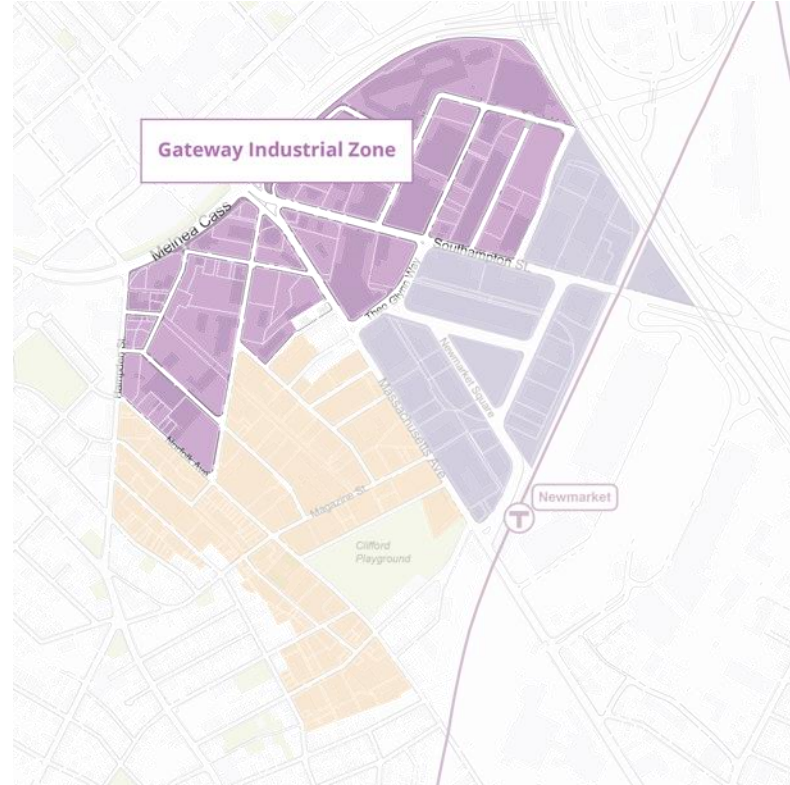 Gateway Industrial Zone
Melnea Cass
Southampton St.
Theo Glynn Way
Hampden St.
Newmarket Square
Massachusetts Ave
Norfolk Ave
Magazine St.
T
Newmarket
Clifford
Playground